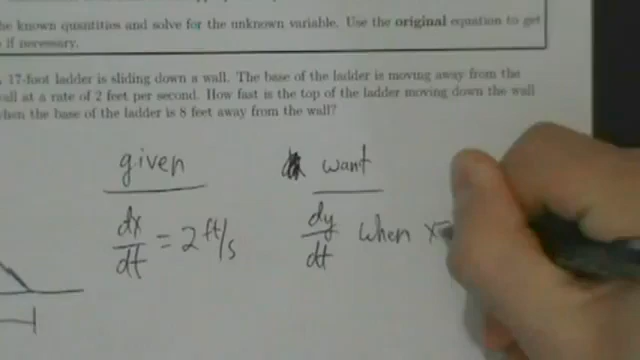 he known quantities and solve for the unknown variable. Use the original equation to get
if necessary.
17-foot ladder is sliding down a wall. The base of the ladder is moving away from the
all at a rate of 2 feet per second. How fast is the top of the ladder moving down the wall
hen the base of the ladder is 8 feet away from the wall?
given want
dx/dt = 2 ft/s dy/dt when x=